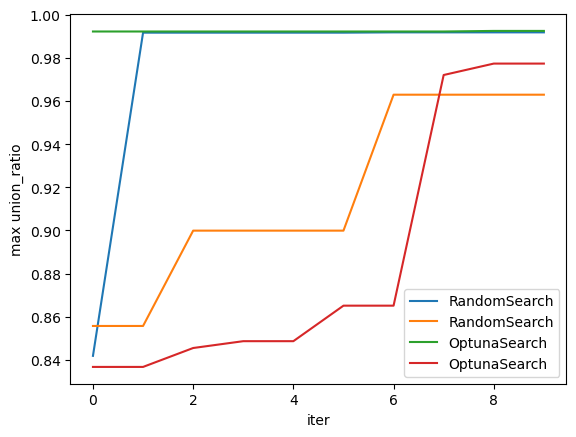 max union_ratio
1.00
0.98
0.96
0.94
0.92
0.90
0.88
0.86
0.84
0 2 4 6 8
iter
RandomSearch
RandomSearch
OptunaSearch
OptunaSearch